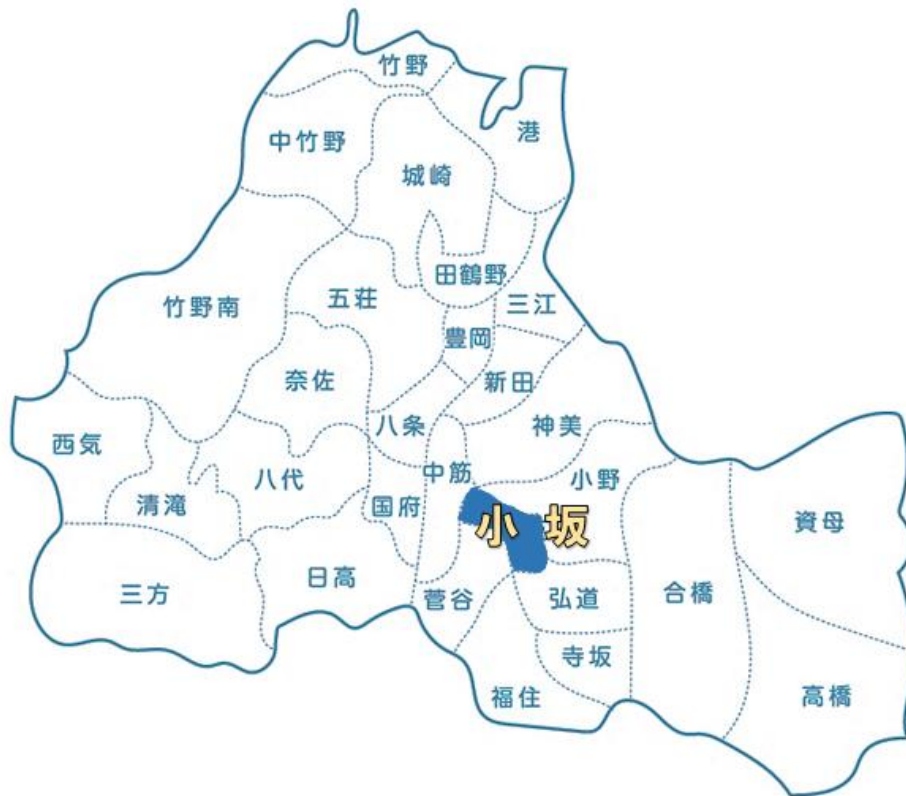 竹野
港
中竹野
城崎
田鶴野
五荘
三江
竹野南
豊岡
奈佐
新田
八条
神美
西気
中筋
八代
小野
清滝
国府
小坂
資母
日高
三方
菅谷
弘道
合橋
寺坂
福住
高橋